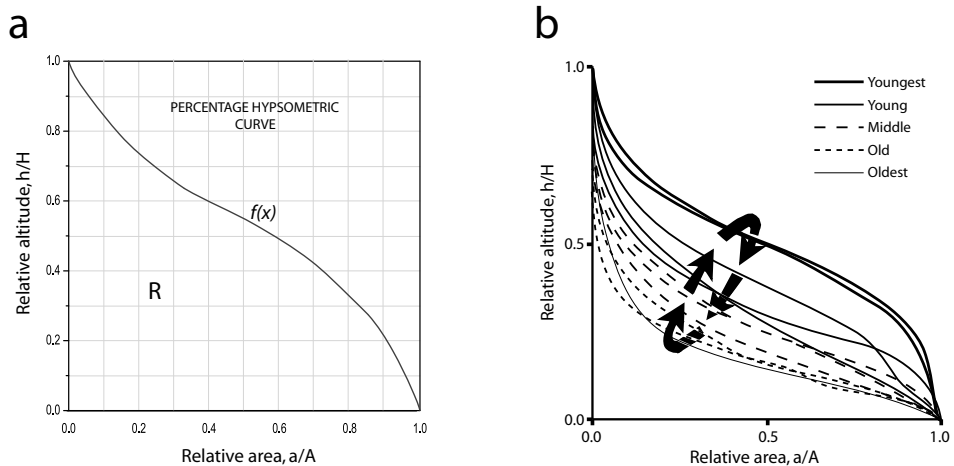 a
1.0
0.8
0.6
0.4
0.2
0.0
Relative altitude, h/H
PERCENTAGE HYPSOMETRIC
CURVE
f(x)
R
0.0 0.2 0.4 0.6 0.8 1.0
Relative area, a/A
b
1.0
0.5
0.0
Relative altitude, h/H
Youngest
Young
Middle
Old
Oldest
0.0 0.5 1.0
Relative area, a/A